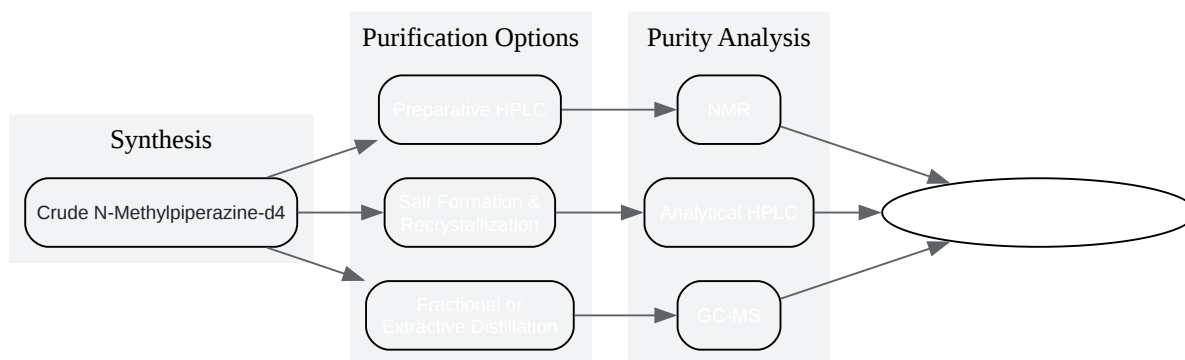 Purification Options
Purity Analysis
Synthesis
Preparative HPLC
NMR
Crude N-Methylpiperazine-d4
Salt Formation &
Recrystallization
Analytical HPLC
Fractional or
Extractive Distillation
GC-MS